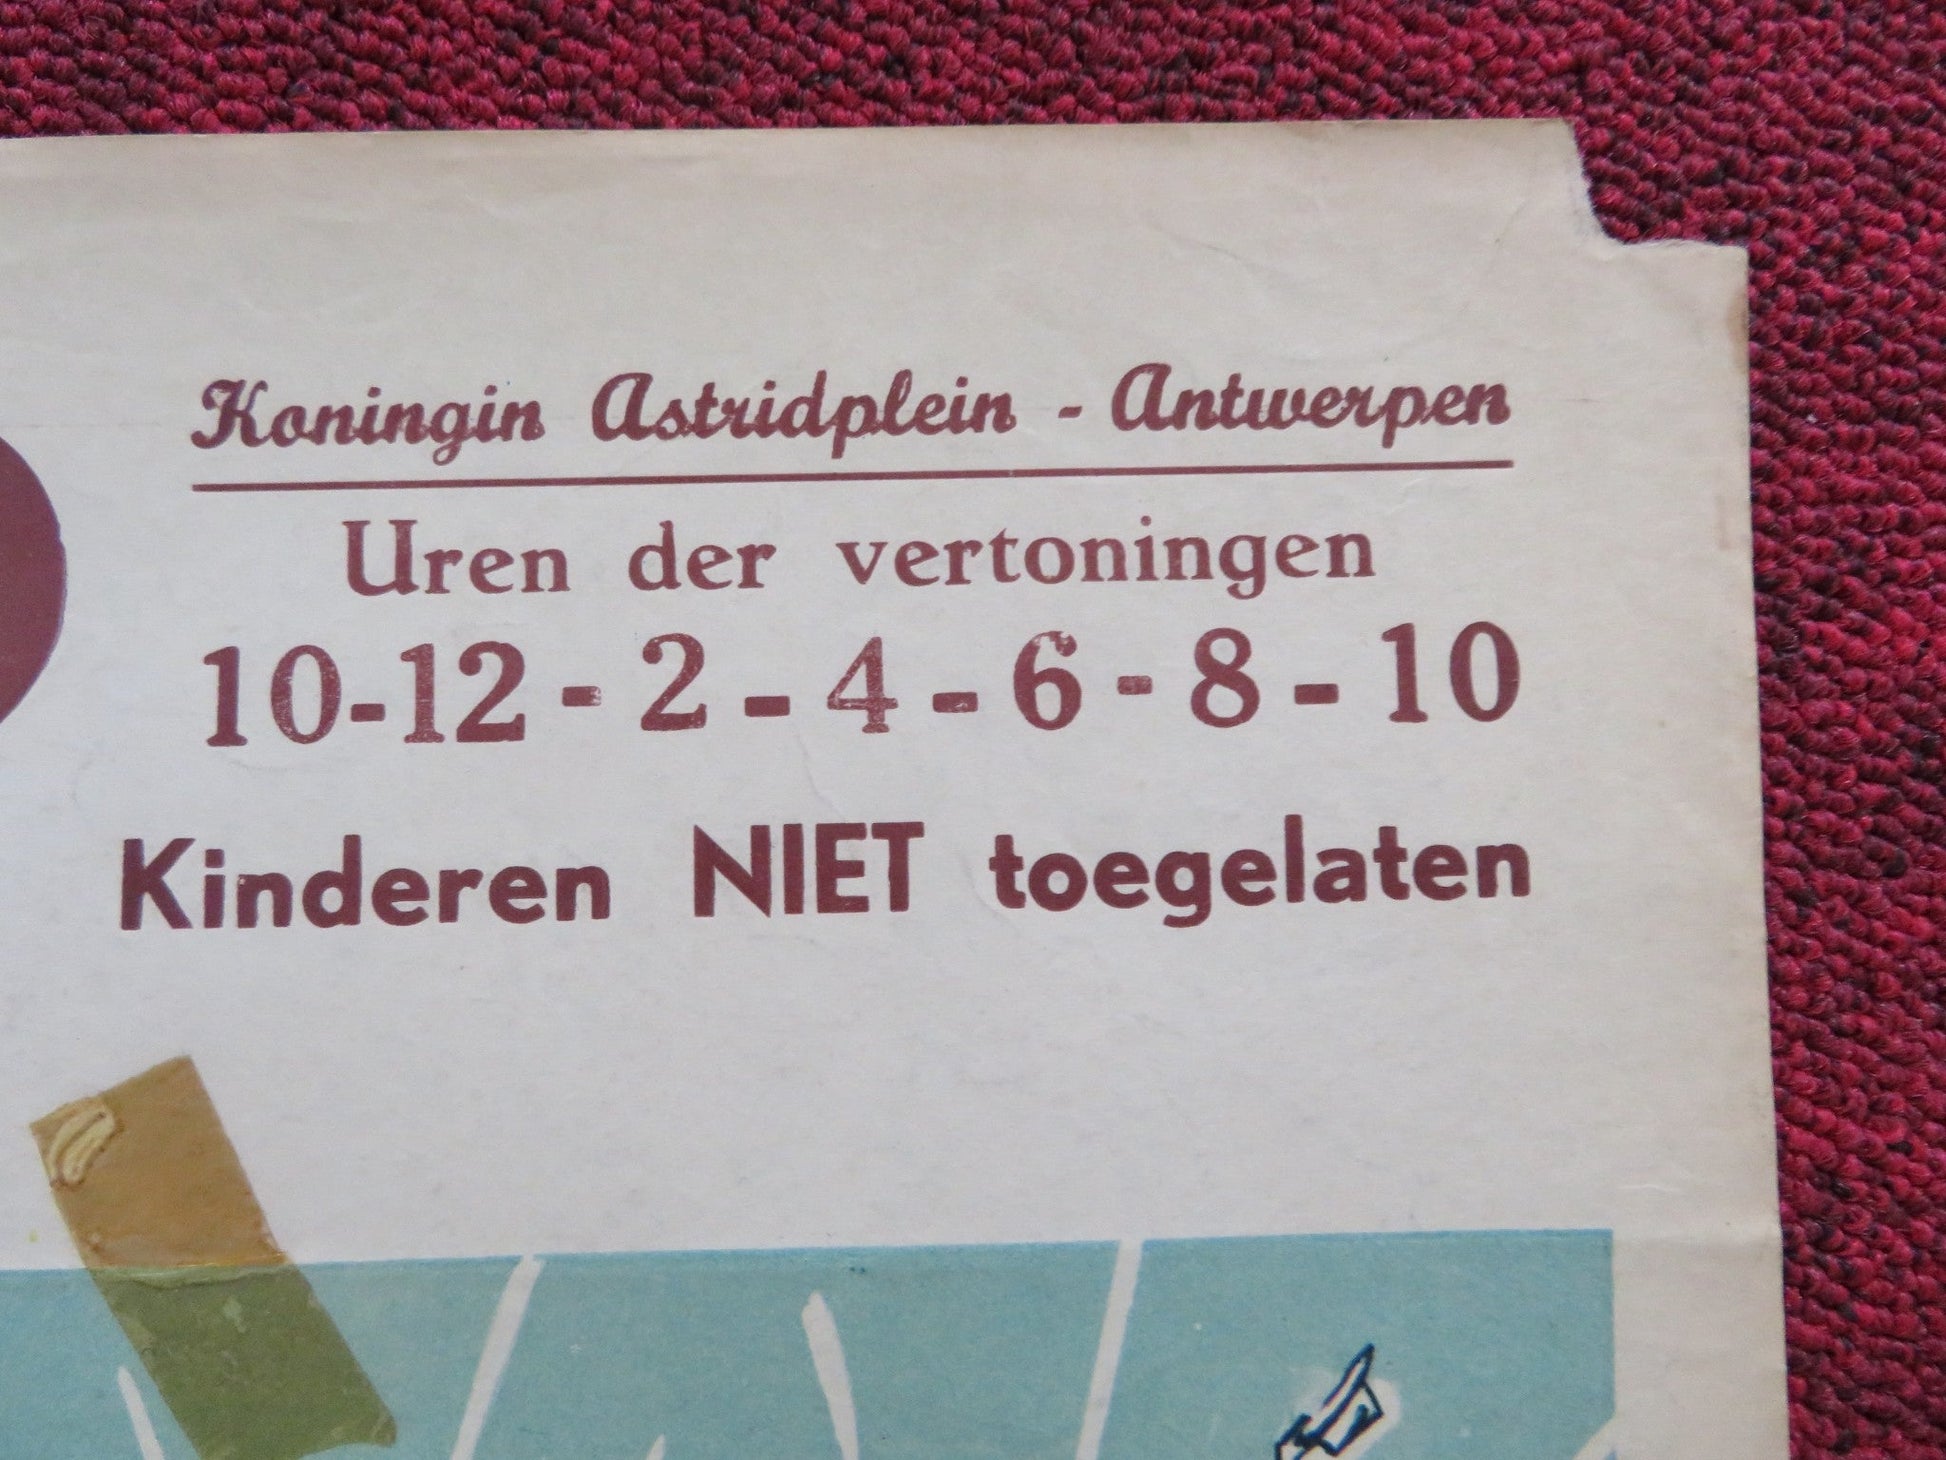 Koningin Astridplein - Antwerpen
Uren der vertoningen
10-12 - 2 - 4 - 6 - 8 - 10
Kinderen NIET toegelaten